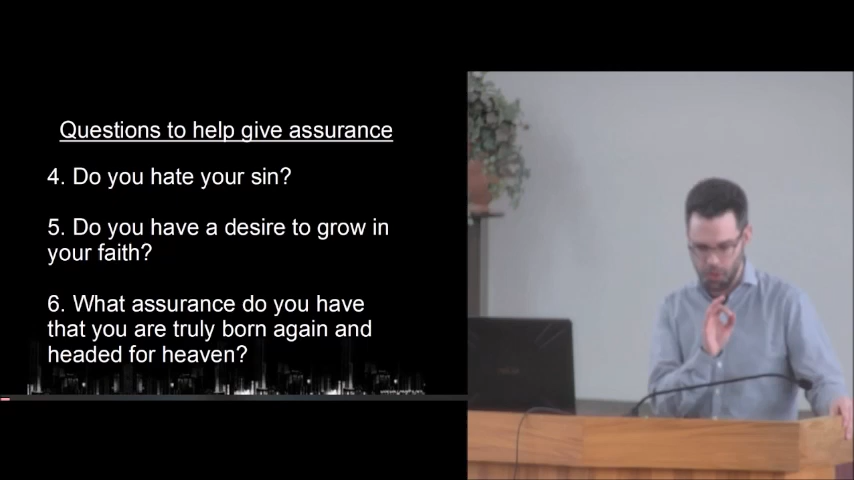 Questions to help give assurance
4. Do you hate your sin?
5. Do you have a desire to grow in
your faith?
6. What assurance do you have
that you are truly born again and
headed for heaven?